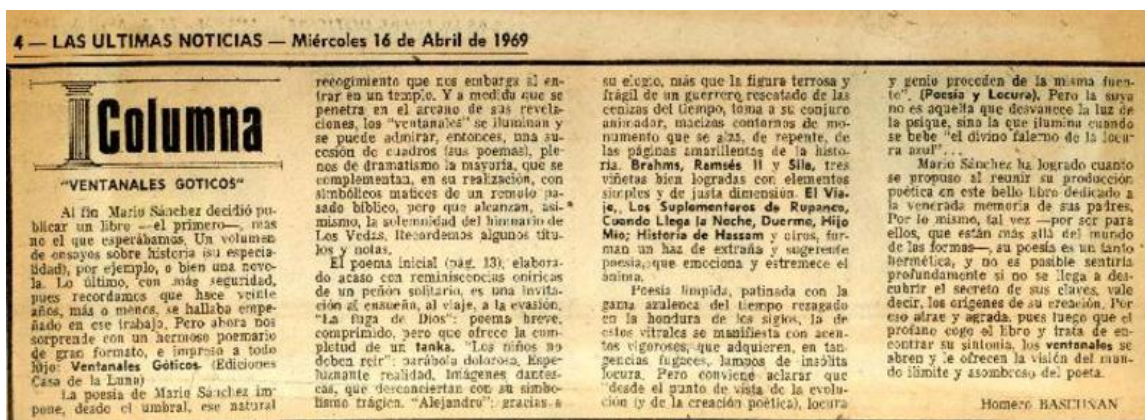 4 — LAS ULTIMAS NOTICIAS — Miércoles 16 de Abril de 1969
Columna
"VENTANALES GOTICOS"
Al fin Mario Sánchez decidió pu-
blicar un libro —el primero—, mas
no el que esperábamos. Un volumen
de ensayos sobre historia (su especia-
lidad), por ejemplo, o bien una nove-
la. Lo último, con más seguridad,
pues recordamos que hace veinte
años, más o menos, se hallaba empe-
ñado en ese trabajo. Pero ahora nos
sorprende con un hermoso poemario
de gran formato, e impreso a todo
lujo: Ventanales Góticos (Ediciones
Casa de la Luna)
La poesía de Mario Sánchez im-
pone, desde el umbral, ese natural
recogimiento que nos embarga al en-
trar en un templo. Y a medida que se
penetra en el arcano de sus revela-
ciones, los "ventanales" se iluminan y
se puede admirar, entonces, una su-
cesión de cuadros (sus poemas), ple-
nos de dramatismo la mayoría, que se
complementan, en su realización, con
simbólicos matices de un remoto pa-
sado bíblico, pero que alcanzan, asi-
mismo, la solemnidad del himnario de
Los Vedas. Recordemos algunos títu-
los y notas.
El poema inicial (pág. 13), elabora-
do acaso con reminiscencias oníricas
de un peñón solitario, es una invita-
ción al ensueño, al viaje, a la evasión.
"La fuga de Dios": poema breve,
comprimido, pero que ofrece la com-
pletud de un tanka. "Los niños no
deben reir": parábola dolorosa. Espe-
luznante realidad. Imágenes dantes-
cas, que desconciertan con su simbo-
lismo trágico. "Alejandro": gracias a
su elogio, más que la figura terrosa y
frágil de un guerrero rescatado de las
cenizas del tiempo, toma a su conjuro
animador, macizas contornos de mo-
numento que se alza, de repente, de
las páginas amarillentas de la histo-
ria. Brahms, Ramsés II y Sila, tres
viñetas bien logradas con elementos
simples y de justa dimensión. El Via-
je, Los Suplementeros de Rupanco,
Cuando Llega la Noche, Duerme, Hijo
Mío; Historia de Hassam y otros, for-
man un haz de extraña y sugerente
poesía, que emociona y estremece el
ánima.
Poesía límpida, patinada con la
gama azulenca del tiempo rezagado
en la hondura de los siglos, la de
estos vitrales se manifiesta con acen-
tos vigorosos, que adquieren, en tan-
gencias fugaces, lampos de insólita
locura. Pero conviene aclarar que
"desde el punto de vista de la evolu-
ción (y de la creación poética), locura
y genio proceden de la misma fuen-
te". (Poesía y Locura). Pero la suya
no es aquella que desvanece la luz de
la psique, sino la que ilumina cuando
se bebe "el divino falerno de la locu-
ra azul"...
Mario Sánchez ha logrado cuanto
se propuso al reunir su producción
poética en este bello libro dedicado a
la venerada memoria de sus padres.
Por lo mismo, tal vez —por ser para
ellos, que están más allá del mundo
de las formas—, su poesía es un tanto
hermética, y no es posible sentirla
profundamente si no se llega a des-
cubrir el secreto de sus claves, vale
decir, los orígenes de su creación. Por
eso atrae y agrada, pues luego que el
profano coge el libro y trata de en-
contrar su sintonía, los ventanales se
abren y le ofrecen la visión del mun-
do ilímite y asombroso del poeta.
Homero BASCUÑAN